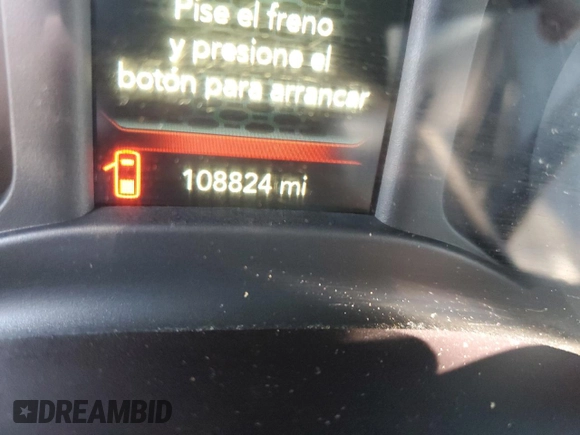 Pise el freno
y presione el
botón para arrancar
108824 mi
DREAMBID